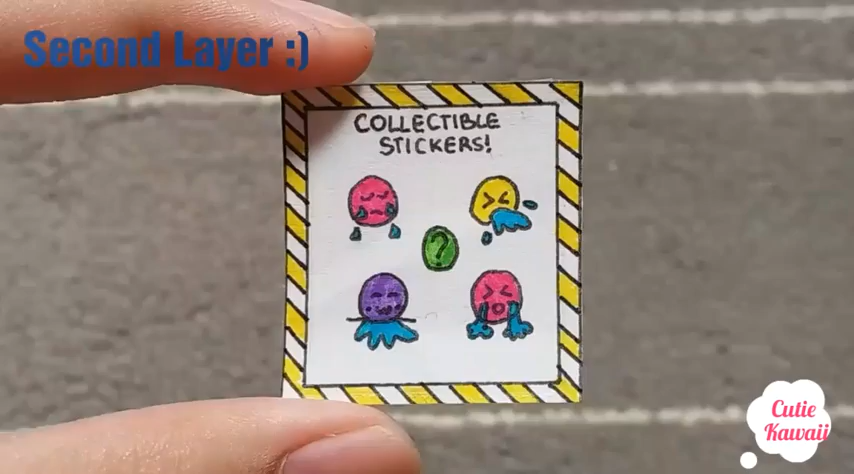 Second Layer :)
COLLECTIBLE
STICKERS!
?
Cutie
Kawaii